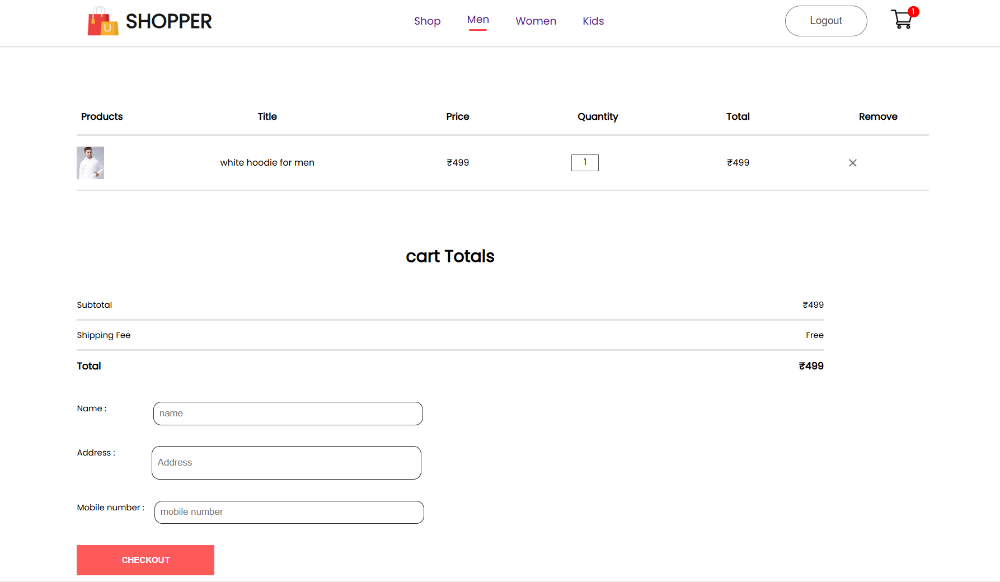 SHOPPER Shop Men Women Kids Logout 1
Products Title Price Quantity Total Remove
white hoodie for men ₹499 1 ₹499
cart Totals
Subtotal ₹499
Shipping Fee Free
Total ₹499
Name : name
Address : Address
Mobile number : mobile number
CHECKOUT